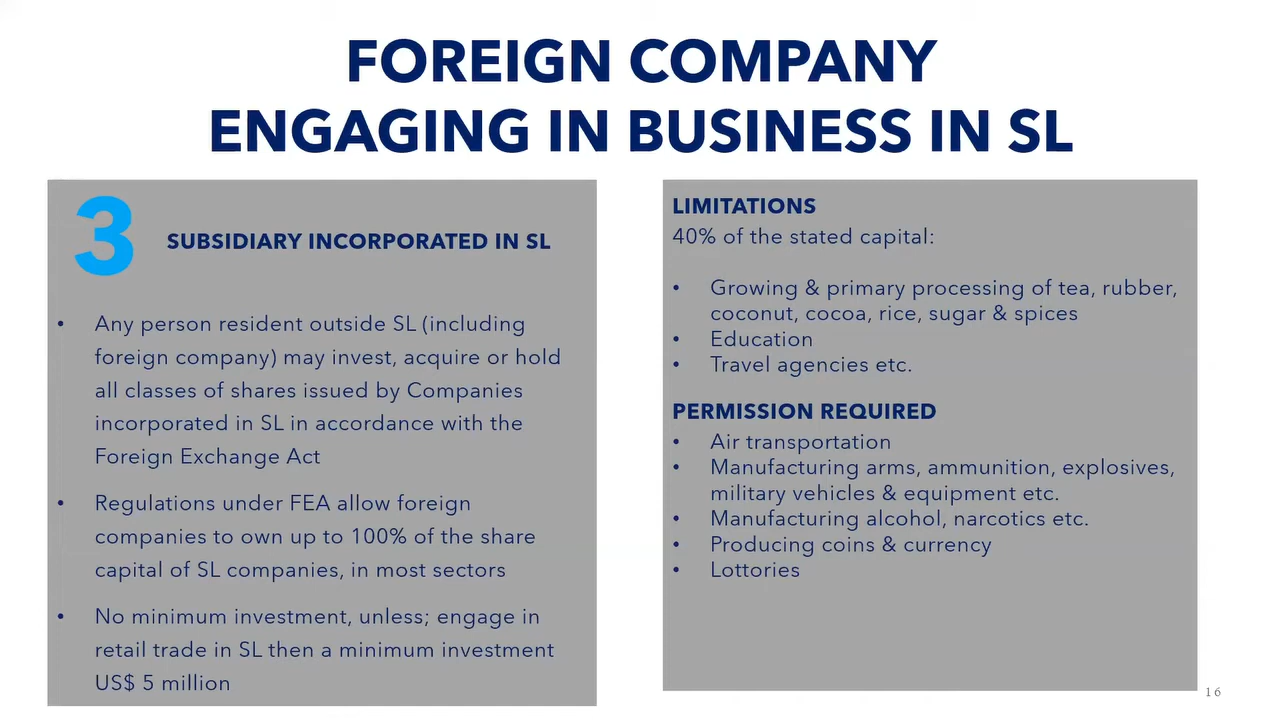 FOREIGN COMPANY
ENGAGING IN BUSINESS IN SL
3
SUBSIDIARY INCORPORATED IN SL
• Any person resident outside SL (including
foreign company) may invest, acquire or hold
all classes of shares issued by Companies
incorporated in SL in accordance with the
Foreign Exchange Act
• Regulations under FEA allow foreign
companies to own up to 100% of the share
capital of SL companies, in most sectors
• No minimum investment, unless; engage in
retail trade in SL then a minimum investment
US$ 5 million
LIMITATIONS
40% of the stated capital:
• Growing & primary processing of tea, rubber,
coconut, cocoa, rice, sugar & spices
• Education
• Travel agencies etc.
PERMISSION REQUIRED
• Air transportation
• Manufacturing arms, ammunition, explosives,
military vehicles & equipment etc.
• Manufacturing alcohol, narcotics etc.
• Producing coins & currency
• Lottories
16